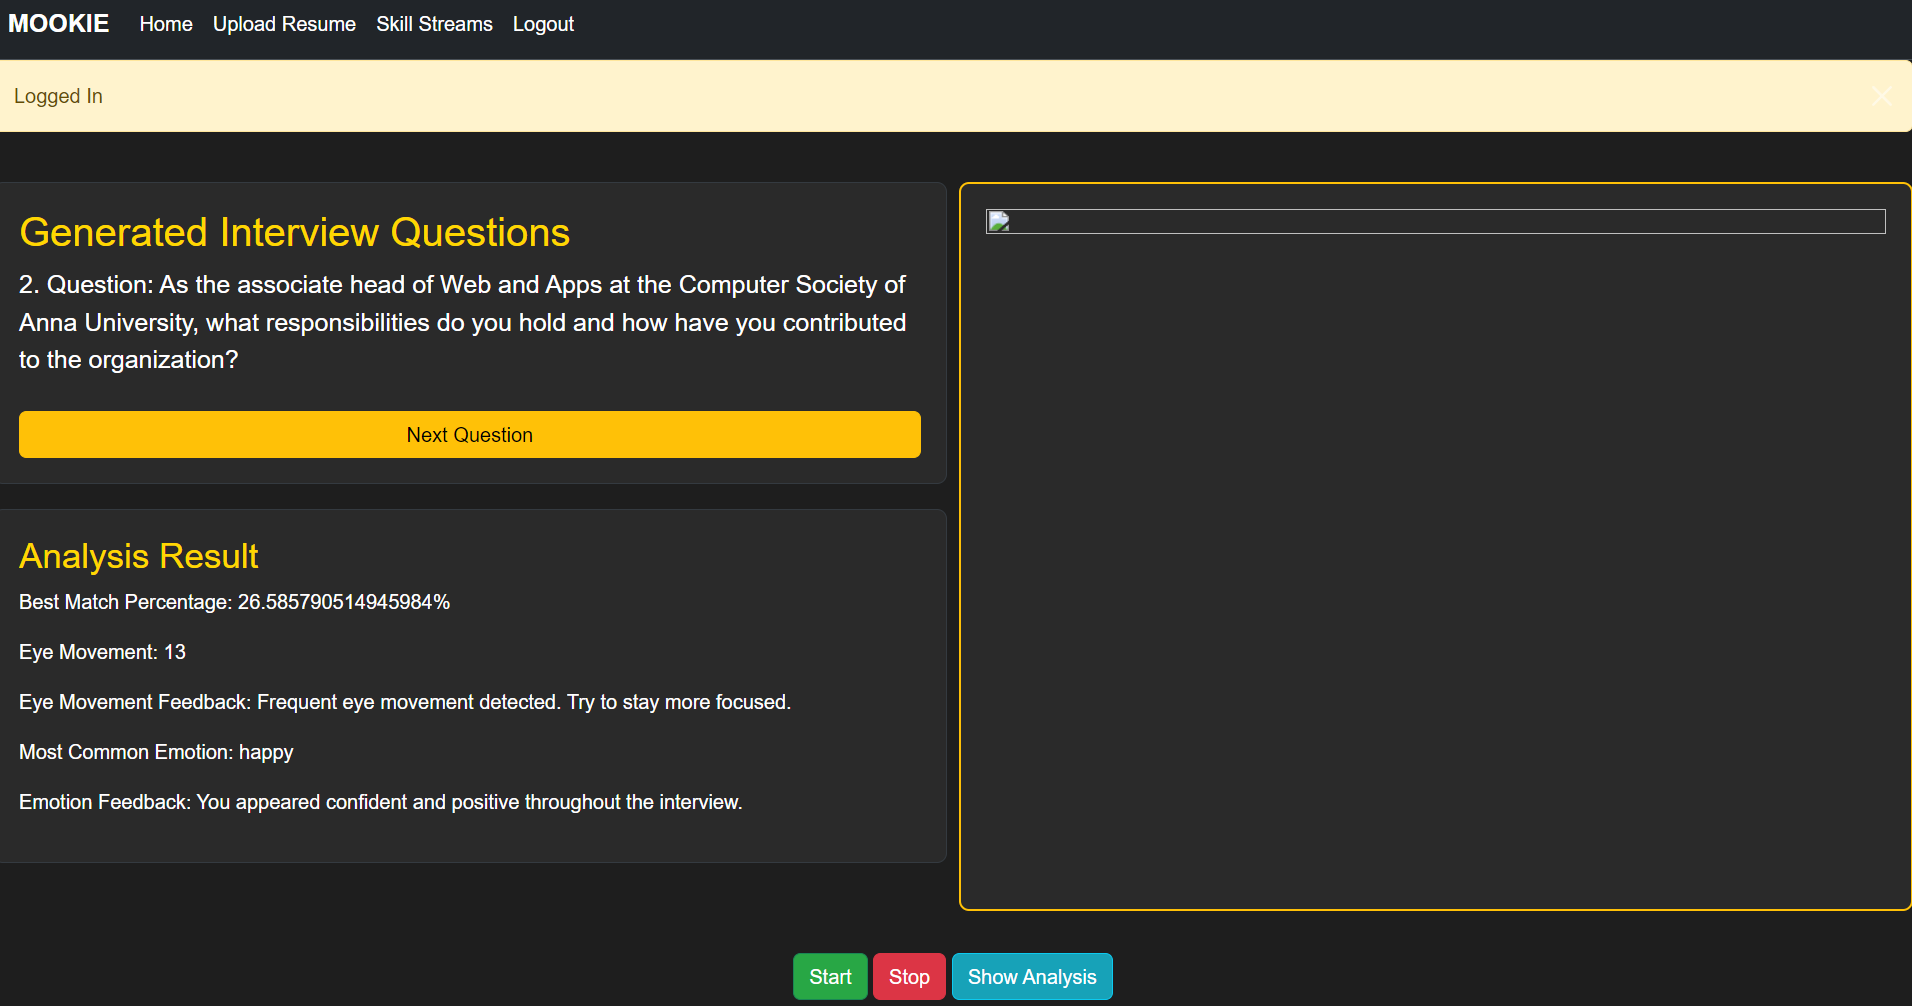 MOOKIE Home Upload Resume Skill Streams Logout
Logged In
Generated Interview Questions
2. Question: As the associate head of Web and Apps at the Computer Society of
Anna University, what responsibilities do you hold and how have you contributed
to the organization?
Next Question
Analysis Result
Best Match Percentage: 26.585790514945984%
Eye Movement: 13
Eye Movement Feedback: Frequent eye movement detected. Try to stay more focused.
Most Common Emotion: happy
Emotion Feedback: You appeared confident and positive throughout the interview.
Start Stop Show Analysis